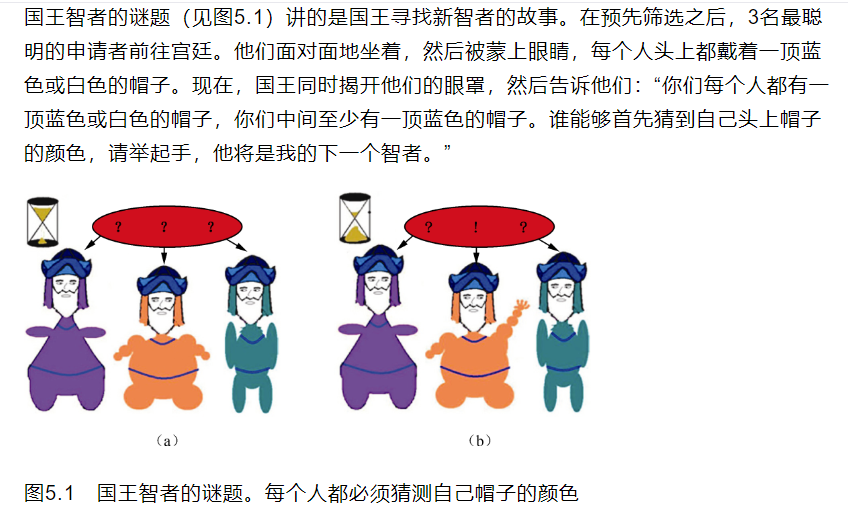 国王智者的谜题（见图5.1）讲的是国王寻找新智者的故事。在预先筛选之后，3名最聪
明的申请者前往宫廷。他们面对面地坐着，然后被蒙上眼睛，每个人头上都戴着一顶蓝
色或白色的帽子。现在，国王同时揭开他们的眼罩，然后告诉他们：“你们每个人都有一
顶蓝色或白色的帽子，你们中间至少有一顶蓝色的帽子。谁能够首先猜到自己头上帽子
的颜色，请举起手，他将是我的下一个智者。”
? ? ?
? ! ?
（a）
（b）
图5.1 国王智者的谜题。每个人都必须猜测自己帽子的颜色